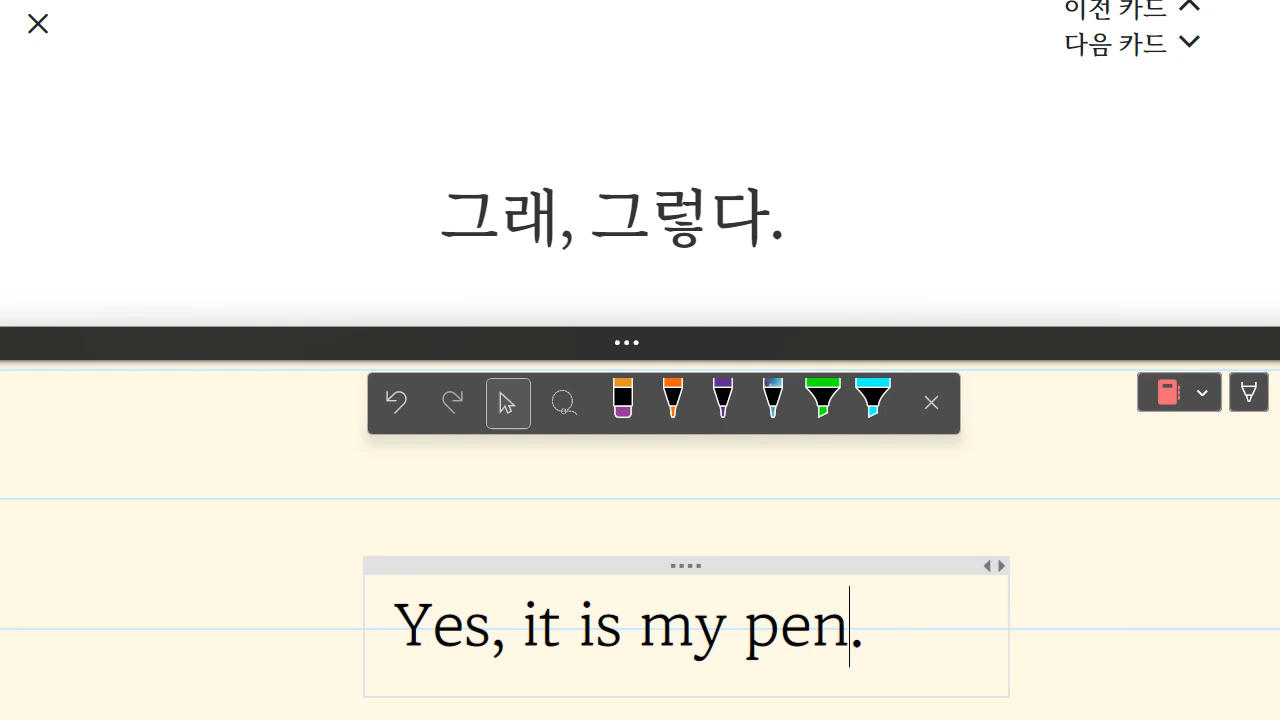 이전 카드
다음 카드
그래, 그렇다.
Yes, it is my pen.